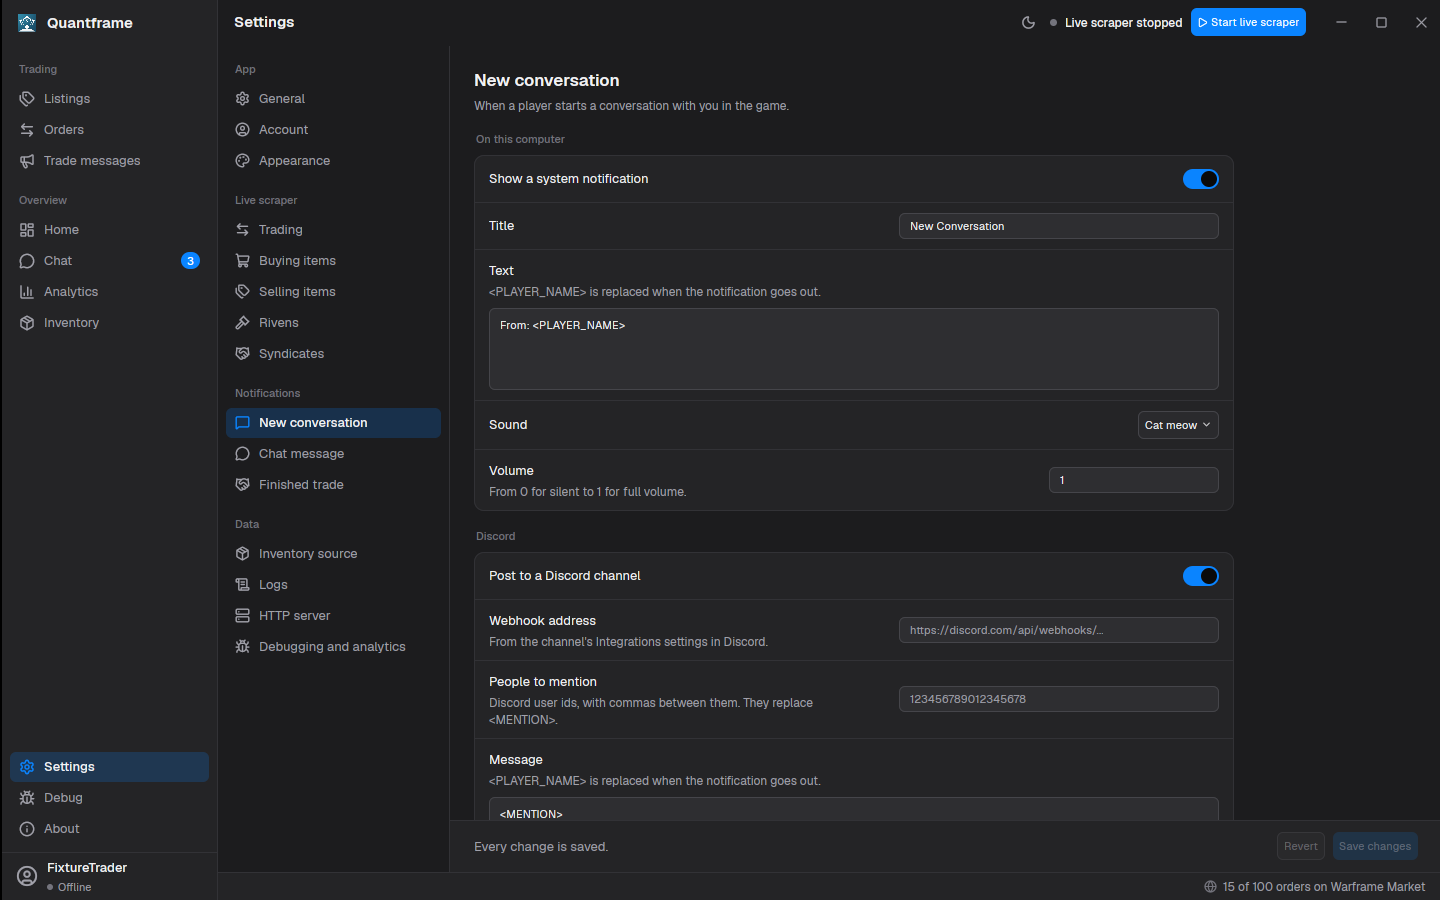 Quantframe
Settings
Live scraper stopped
Start live scraper
Trading
Listings
Orders
Trade messages
Overview
Home
Chat
3
Analytics
Inventory
Settings
Debug
About
FixtureTrader
Offline
App
General
Account
Appearance
Live scraper
Trading
Buying items
Selling items
Rivens
Syndicates
Notifications
New conversation
Chat message
Finished trade
Data
Inventory source
Logs
HTTP server
Debugging and analytics
New conversation
When a player starts a conversation with you in the game.
On this computer
Show a system notification
Title
New Conversation
Text
<PLAYER_NAME> is replaced when the notification goes out.
From: <PLAYER_NAME>
Sound
Cat meow
Volume
From 0 for silent to 1 for full volume.
1
Discord
Post to a Discord channel
Webhook address
From the channel's Integrations settings in Discord.
https://discord.com/api/webhooks/...
People to mention
Discord user ids, with commas between them. They replace
<MENTION>.
123456789012345678
Message
<PLAYER_NAME> is replaced when the notification goes out.
<MENTION>
Every change is saved.
Revert
Save changes
15 of 100 orders on Warframe Market